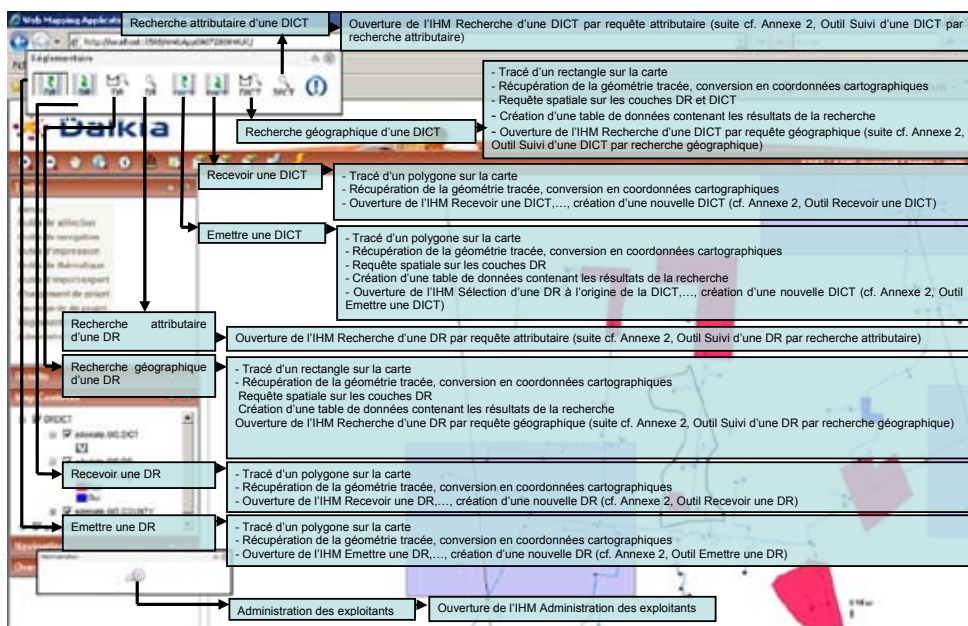 Web Mapping Applicat
Recherche attributaire d'une DICT
Ouverture de l'IHM Recherche d'une DICT par requête attributaire (suite cf. Annexe 2, Outil Suivi d'une DICT par
recherche attributaire)
Réglementaire
DR DR DR DR DICT DICT
- Tracé d'un rectangle sur la carte
- Récupération de la géométrie tracée, conversion en coordonnées cartographiques
- Requête spatiale sur les couches DR et DICT
- Création d'une table de données contenant les résultats de la recherche
- Ouverture de l'IHM Recherche d'une DICT par requête géographique (suite cf. Annexe 2,
Outil Suivi d'une DICT par recherche géographique)
Dalkia
Recherche géographique d'une DICT
Recevoir une DICT
- Tracé d'un polygone sur la carte
- Récupération de la géométrie tracée, conversion en coordonnées cartographiques
- Ouverture de l'IHM Recevoir une DICT,…, création d'une nouvelle DICT (cf. Annexe 2, Outil Recevoir une DICT)
Emettre une DICT
- Tracé d'un polygone sur la carte
- Récupération de la géométrie tracée, conversion en coordonnées cartographiques
- Requête spatiale sur les couches DR
- Création d'une table de données contenant les résultats de la recherche
- Ouverture de l'IHM Sélection d'une DR à l'origine de la DICT,…, création d'une nouvelle DICT (cf. Annexe 2, Outil
Emettre une DICT)
Recherche attributaire
d'une DR
Ouverture de l'IHM Recherche d'une DR par requête attributaire (suite cf. Annexe 2, Outil Suivi d'une DR par recherche attributaire)
Recherche géographique
d'une DR
- Tracé d'un rectangle sur la carte
- Récupération de la géométrie tracée, conversion en coordonnées cartographiques
Requête spatiale sur les couches DR
Création d'une table de données contenant les résultats de la recherche
Ouverture de l'IHM Recherche d'une DR par requête géographique (suite cf. Annexe 2, Outil Suivi d'une DR par recherche géographique)
DRDICT
Recevoir une DR
- Tracé d'un polygone sur la carte
- Récupération de la géométrie tracée, conversion en coordonnées cartographiques
- Ouverture de l'IHM Recevoir une DR,…, création d'une nouvelle DR (cf. Annexe 2, Outil Recevoir une DR)
Emettre une DR
- Tracé d'un polygone sur la carte
- Récupération de la géométrie tracée, conversion en coordonnées cartographiques
- Ouverture de l'IHM Emettre une DR,…, création d'une nouvelle DR (cf. Annexe 2, Outil Emettre une DR)
Administration des exploitants
Ouverture de l'IHM Administration des exploitants